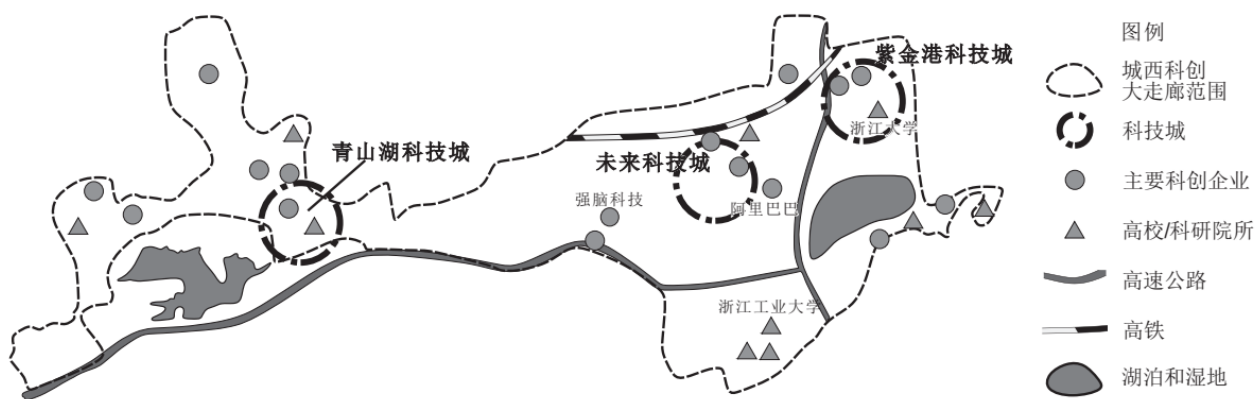 紫金港科技城
浙江大学
青山湖科技城
未来科技城
强脑科技
阿里巴巴
浙江工业大学
图例
城西科创
大走廊范围
科技城
主要科创企业
高校/科研院所
高速公路
高铁
湖泊和湿地